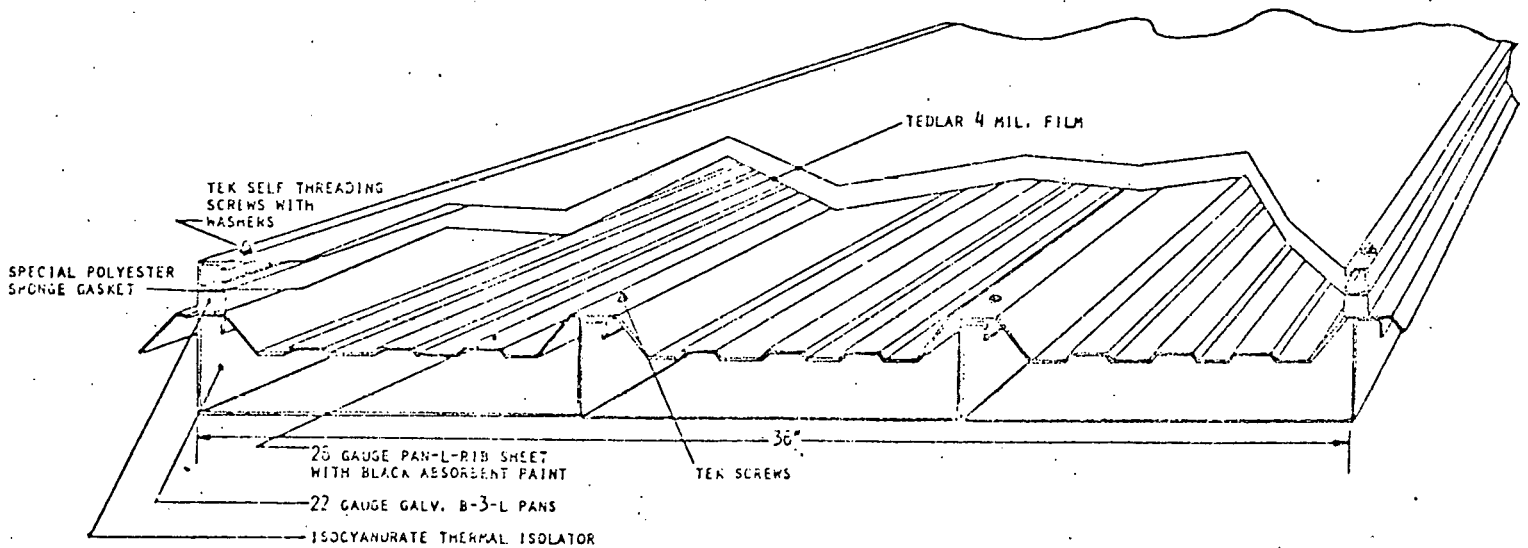 TEDLAR 4 MIL. FILM
TEK SELF THREADING
SCREWS WITH
WASHERS
SPECIAL POLYESTER
SPONGE GASKET
36"
28 GAUGE PAN-L-RIB SHEET
WITH BLACK ABSORBENT PAINT
TEK SCREWS
22 GAUGE GALV. B-3-L PANS
ISOCYANURATE THERMAL ISOLATOR